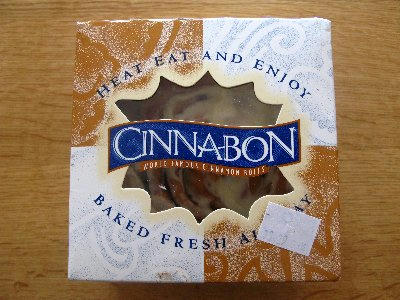 HEAT EAT AND ENJOY
CINNABON
WORLD FAMOUS CINNAMON ROLLS
BAKED FRESH